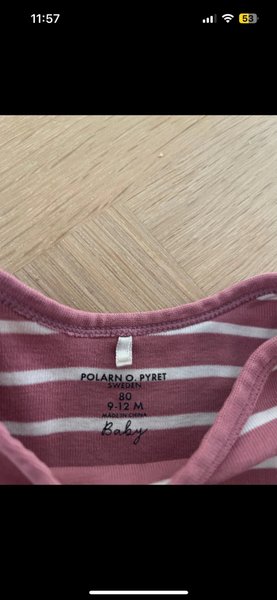 11:57
53
POLARN O. PYRET
SWEDEN
80
9-12 M
MADE IN CHINA
Baby